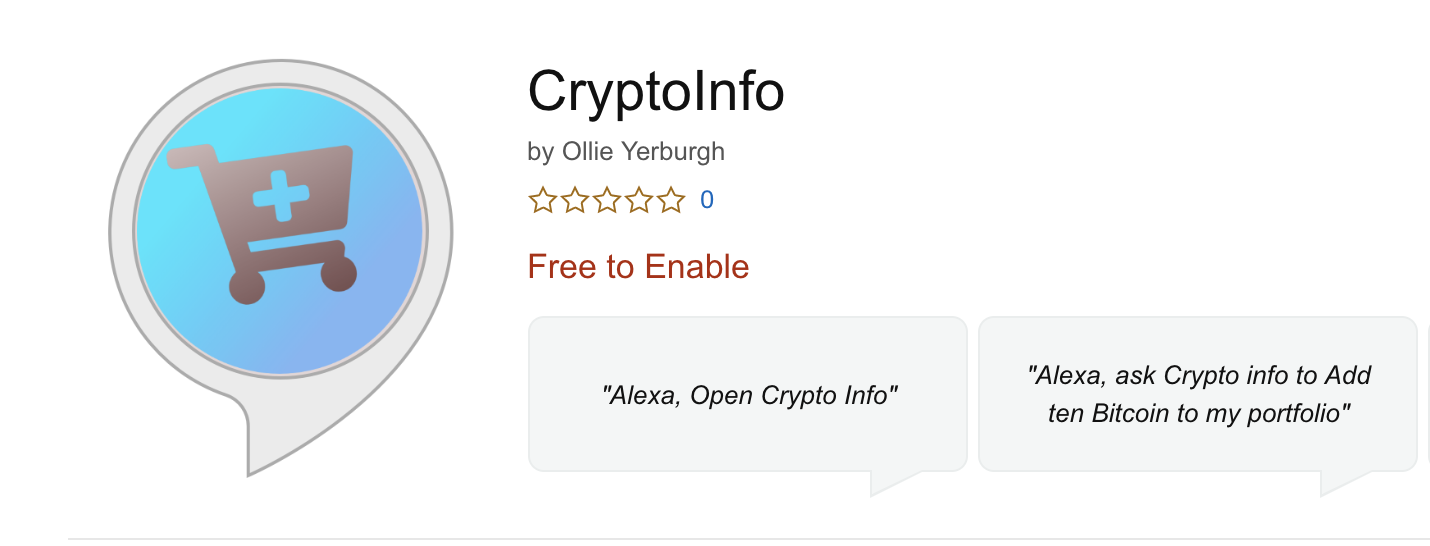 CryptoInfo
by Ollie Yerburgh
0
Free to Enable
"Alexa, Open Crypto Info"
"Alexa, ask Crypto info to Add
ten Bitcoin to my portfolio"